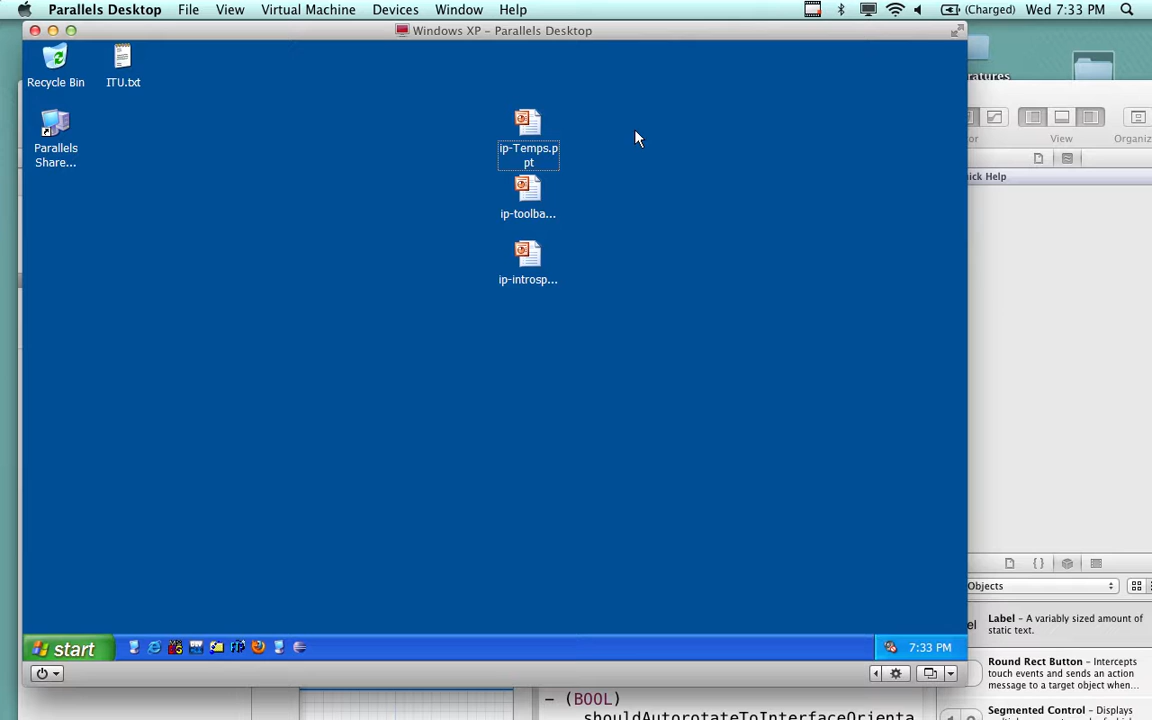 Parallels Desktop File View Virtual Machine Devices Window Help (Charged) Wed 7:33 PM
Windows XP - Parallels Desktop
Recycle Bin
ITU.txt
Parallels
Share...
ip-Temps.p
pt
ip-toolba...
ip-introsp...
start
7:33 PM
View
Organiz
Objects
Label – A variably sized amount of
static text.
Round Rect Button – Intercepts
touch events and sends an action
message to a target object when…
Segmented Control – Displays
- (BOOL)
shouldAutorotateToInterfaceOrienta